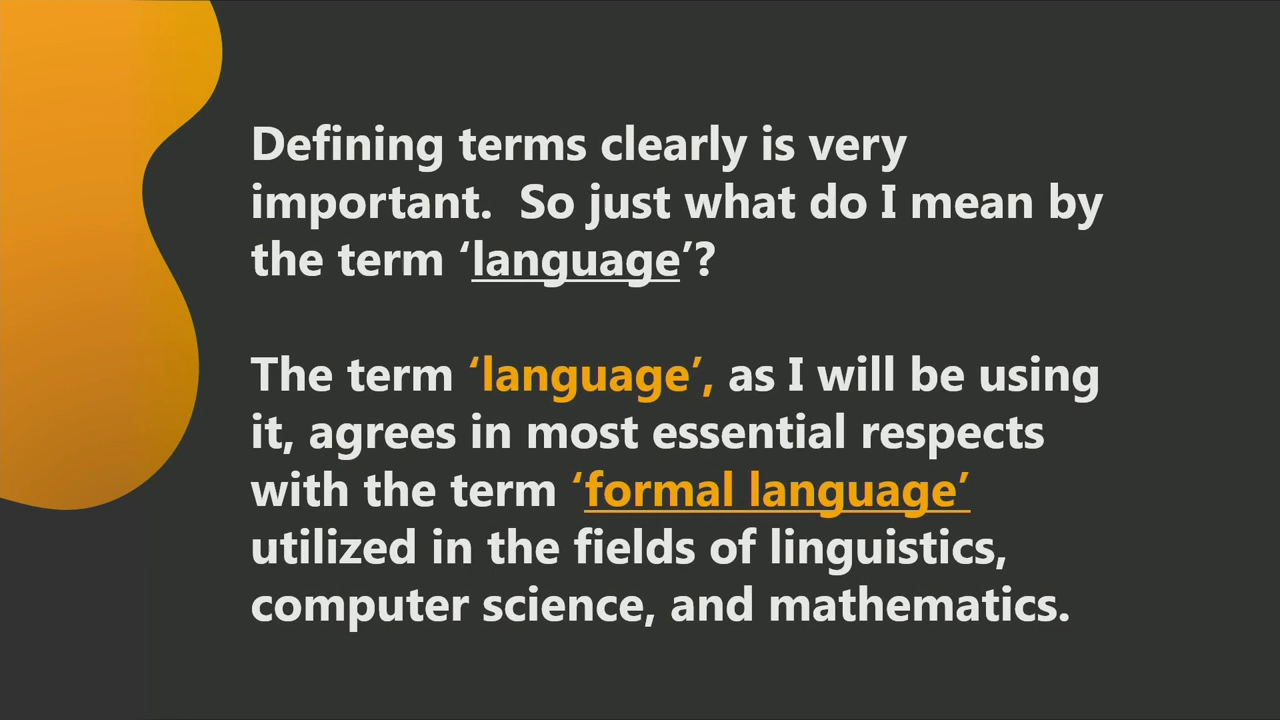 Defining terms clearly is very
important.  So just what do I mean by
the term ‘language’?
The term ‘language’, as I will be using
it, agrees in most essential respects
with the term ‘formal language’
utilized in the fields of linguistics,
computer science, and mathematics.